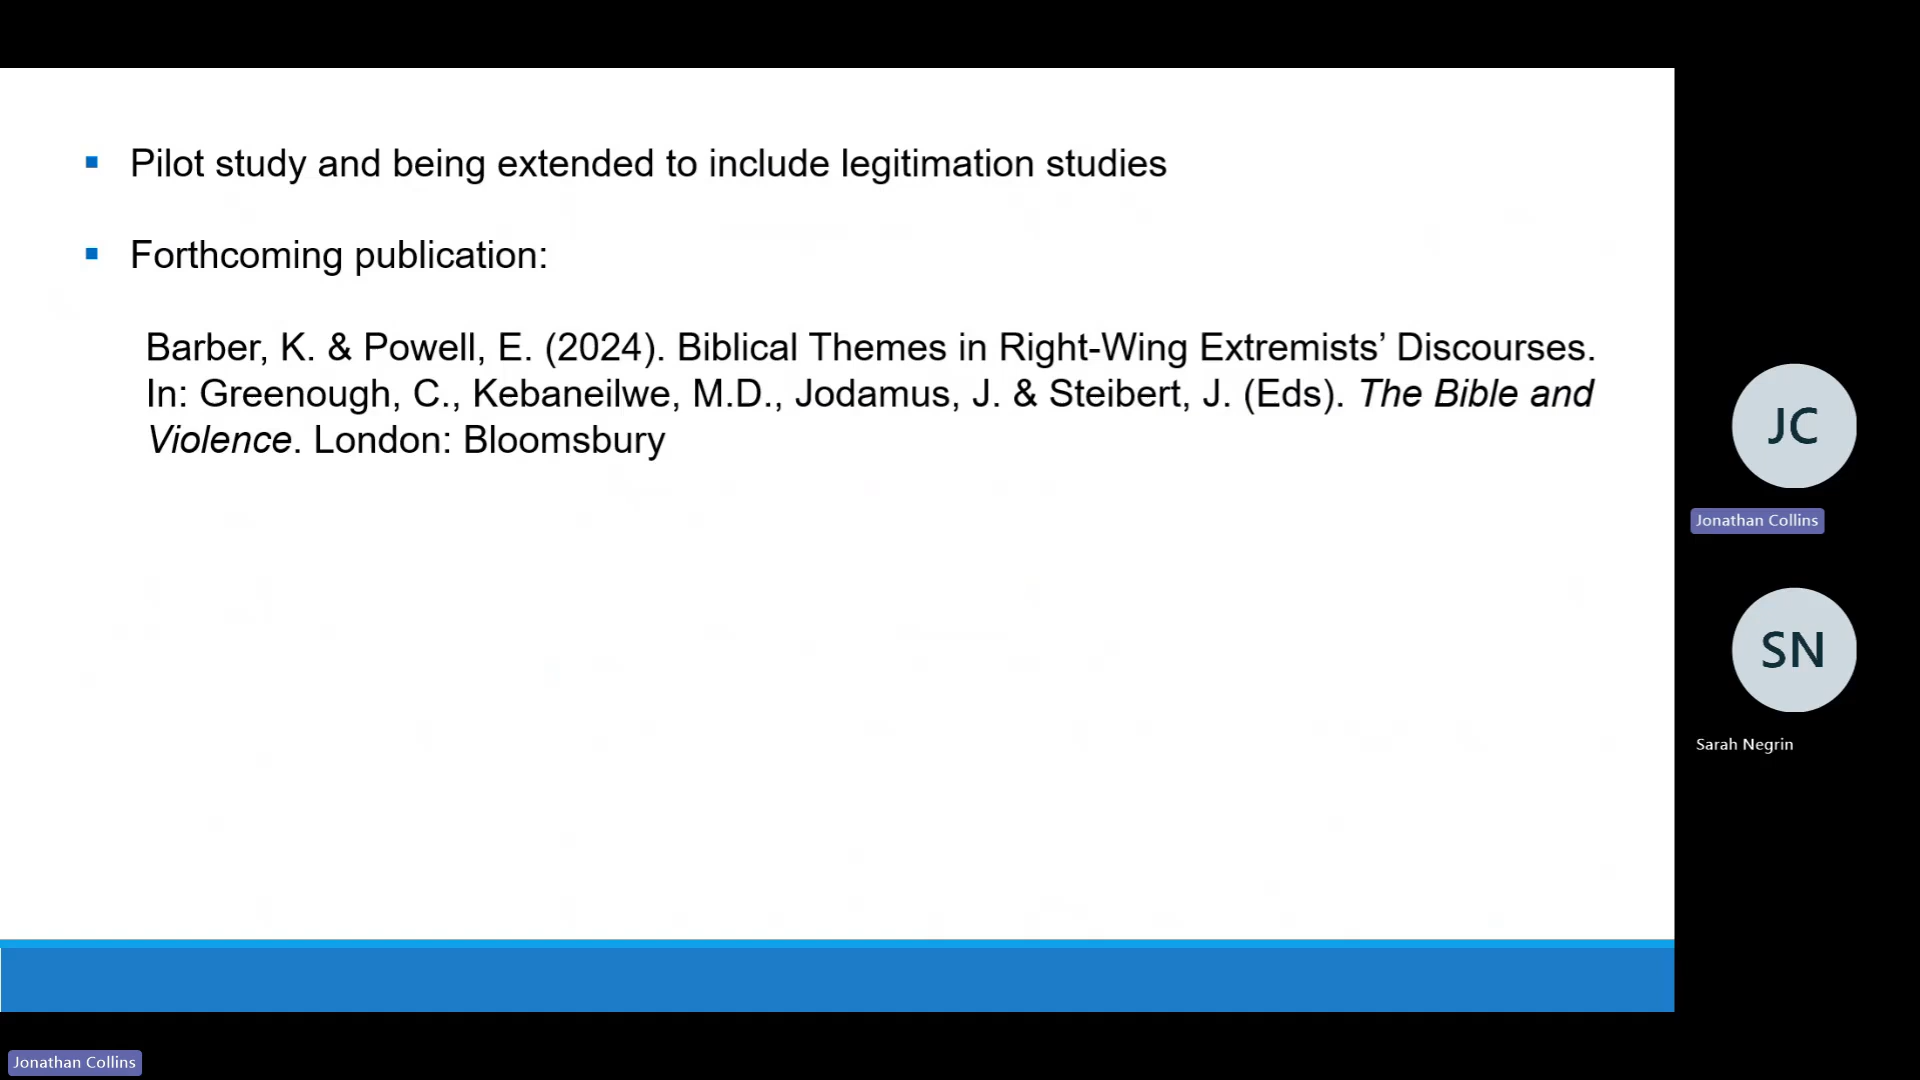 Pilot study and being extended to include legitimation studies
Forthcoming publication:
Barber, K. & Powell, E. (2024). Biblical Themes in Right-Wing Extremists’ Discourses.
In: Greenough, C., Kebaneilwe, M.D., Jodamus, J. & Steibert, J. (Eds). The Bible and
Violence. London: Bloomsbury
JC
Jonathan Collins
SN
Sarah Negrin
Jonathan Collins